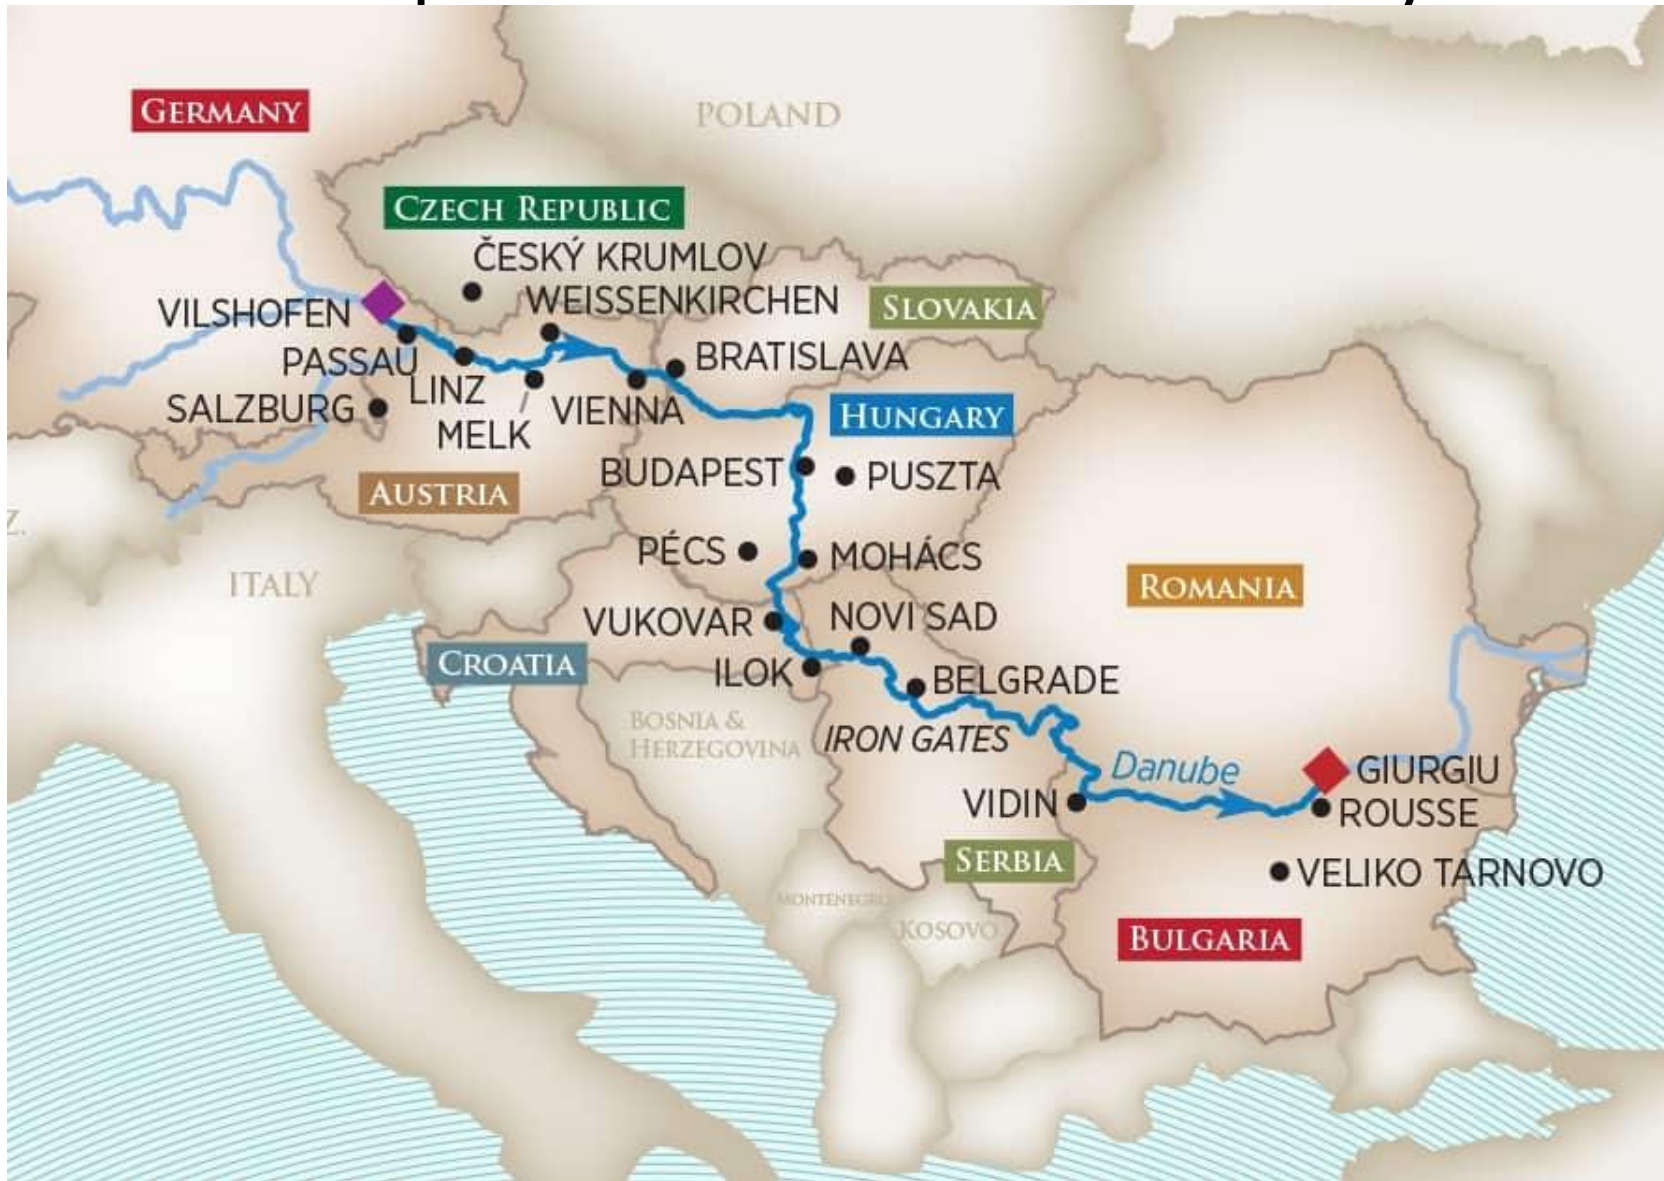 GERMANY
POLAND
CZECH REPUBLIC
ČESKÝ KRUMLOV
WEISSENKIRCHEN
SLOVAKIA
VILSHOFEN
PASSAU
BRATISLAVA
LINZ
SALZBURG
VIENNA
HUNGARY
MELK
BUDAPEST
PUSZTA
AUSTRIA
Z.
PÉCS
MOHÁCS
ITALY
ROMANIA
VUKOVAR
NOVI SAD
CROATIA
ILOK
BELGRADE
BOSNIA &
HERZEGOVINA
IRON GATES
Danube
GIURGIU
VIDIN
ROUSSE
SERBIA
VELIKO TARNOVO
MONTENEGRO
KOSOVO
BULGARIA